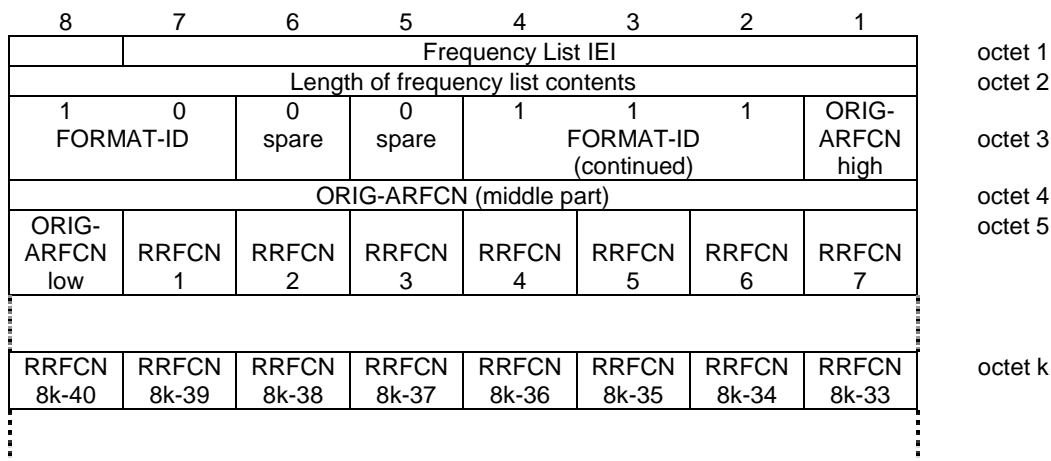 8 7 6 5 4 3 2 1
Frequency List IEI octet 1
Length of frequency list contents octet 2
1 0 0 0 1 1 1 ORIG-
FORMAT-ID spare spare FORMAT-ID ARFCN octet 3
(continued) high
ORIG-ARFCN (middle part) octet 4
ORIG- octet 5
ARFCN RRFCN RRFCN RRFCN RRFCN RRFCN RRFCN RRFCN
low 1 2 3 4 5 6 7
RRFCN RRFCN RRFCN RRFCN RRFCN RRFCN RRFCN RRFCN octet k
8k-40 8k-39 8k-38 8k-37 8k-36 8k-35 8k-34 8k-33